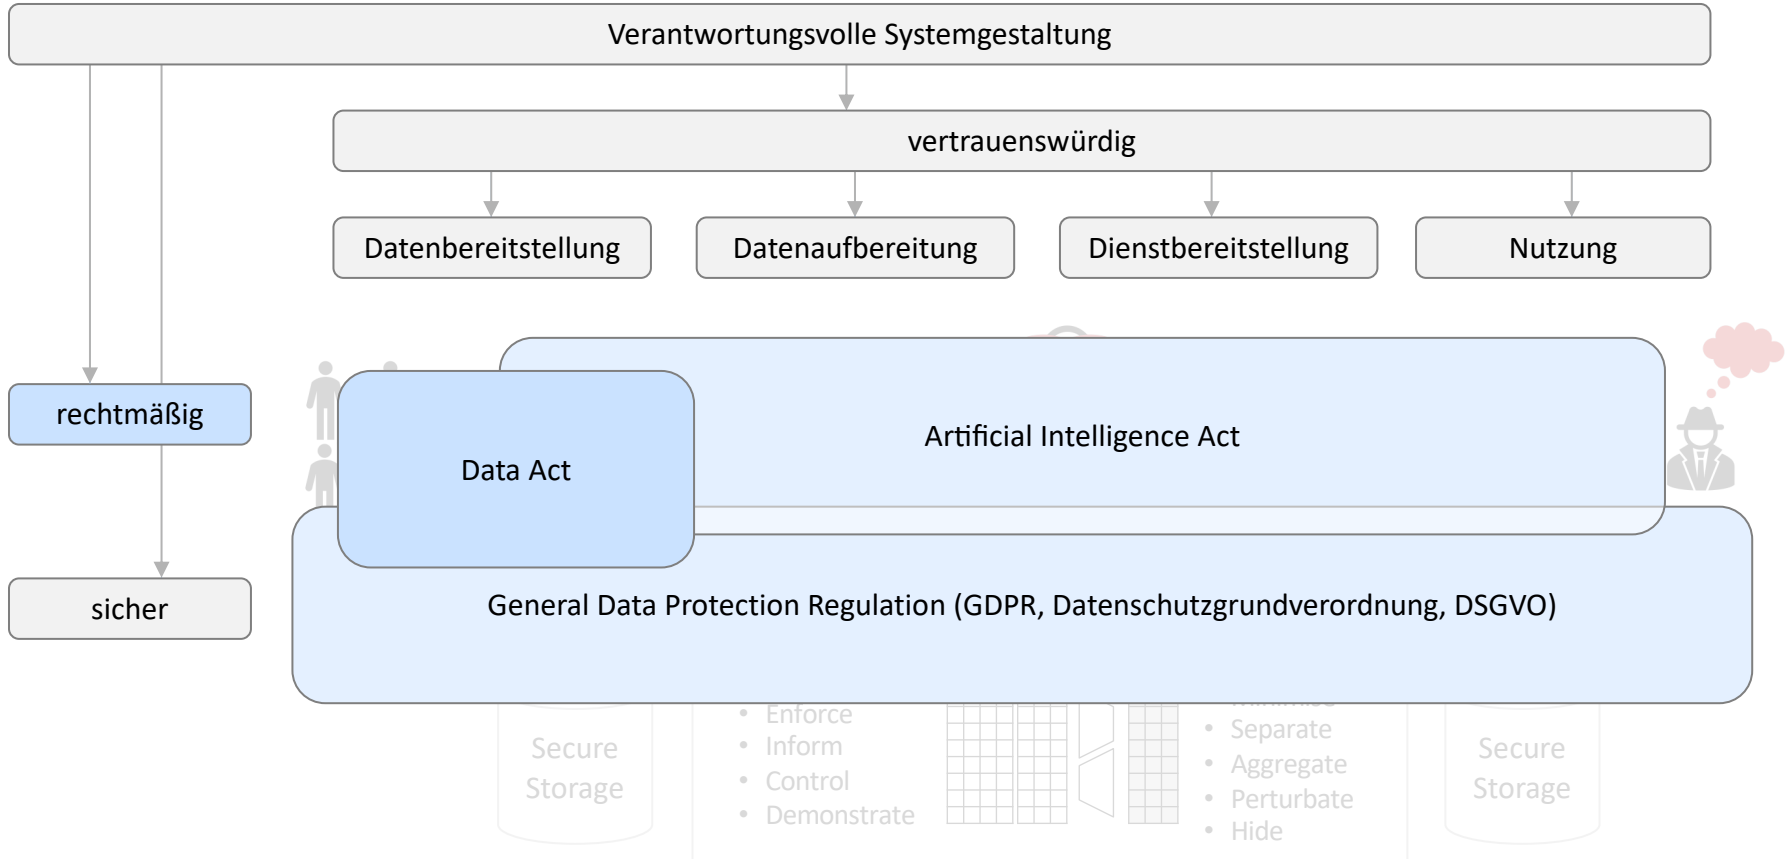 Verantwortungsvolle Systemgestaltung
vertrauenswürdig
Datenbereitstellung
Datenaufbereitung
Dienstbereitstellung
Nutzung
rechtmäßig
Artificial Intelligence Act
Data Act
sicher
General Data Protection Regulation (GDPR, Datenschutzgrundverordnung, DSGVO)
Secure
Storage
• Enforce
• Inform
• Control
• Demonstrate
• Separate
• Aggregate
• Perturbate
• Hide
Secure
Storage